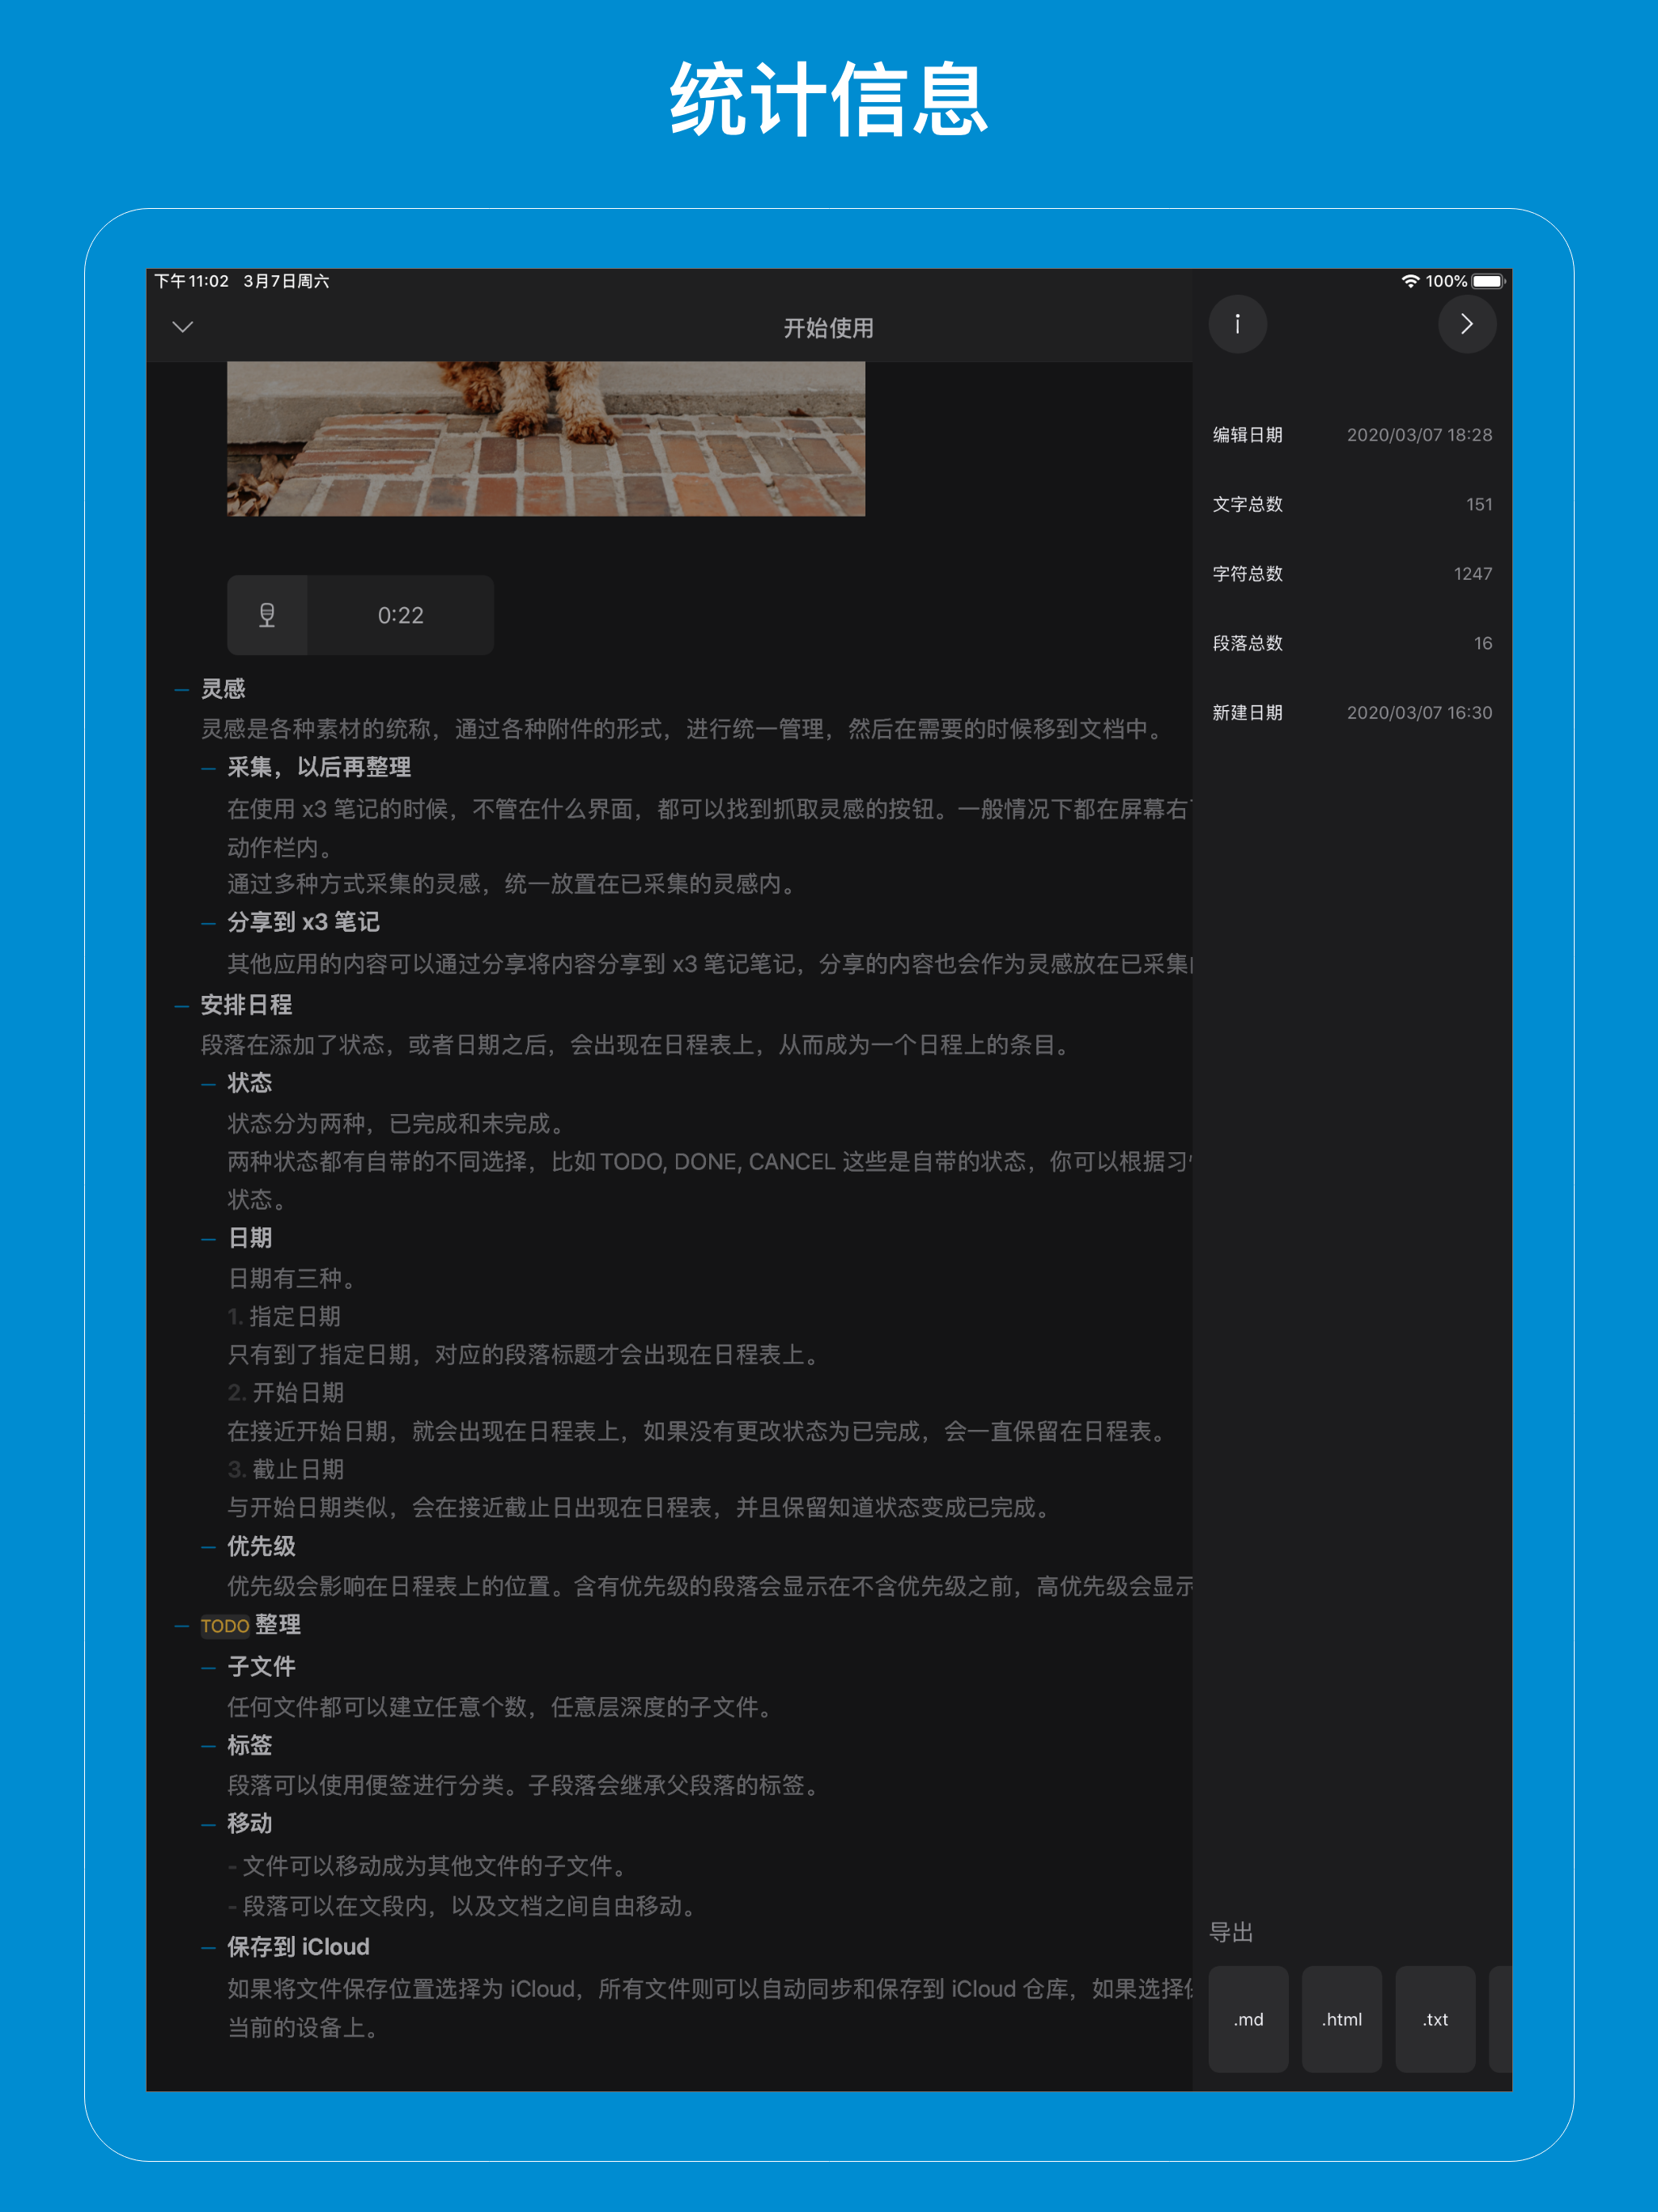 统计信息
下午11:02 3月7日周六
100%
开始使用
0:22
灵感
灵感是各种素材的统称，通过各种附件的形式，进行统一管理，然后在需要的时候移到文档中。
采集，以后再整理
在使用 x3 笔记的时候，不管在什么界面，都可以找到抓取灵感的按钮。一般情况下都在屏幕右
动作栏内。
通过多种方式采集的灵感，统一放置在已采集的灵感内。
分享到 x3 笔记
其他应用的内容可以通过分享将内容分享到 x3 笔记笔记，分享的内容也会作为灵感放在已采集
安排日程
段落在添加了状态，或者日期之后，会出现在日程表上，从而成为一个日程上的条目。
状态
状态分为两种，已完成和未完成。
两种状态都有自带的不同选择，比如 TODO, DONE, CANCEL 这些是自带的状态，你可以根据习
状态。
日期
日期有三种。
1. 指定日期
只有到了指定日期，对应的段落标题才会出现在日程表上。
2. 开始日期
在接近开始日期，就会出现在日程表上，如果没有更改状态为已完成，会一直保留在日程表。
3. 截止日期
与开始日期类似，会在接近截止日出现在日程表，并且保留知道状态变成已完成。
优先级
优先级会影响在日程表上的位置。含有优先级的段落会显示在不含优先级之前，高优先级会显示
TODO 整理
子文件
任何文件都可以建立任意个数，任意层深度的子文件。
标签
段落可以使用便签进行分类。子段落会继承父段落的标签。
移动
- 文件可以移动成为其他文件的子文件。
- 段落可以在文段内，以及文档之间自由移动。
保存到 iCloud
如果将文件保存位置选择为 iCloud，所有文件则可以自动同步和保存到 iCloud 仓库，如果选择
当前的设备上。
i
编辑日期 2020/03/07 18:28
文字总数 151
字符总数 1247
段落总数 16
新建日期 2020/03/07 16:30
导出
.md .html .txt